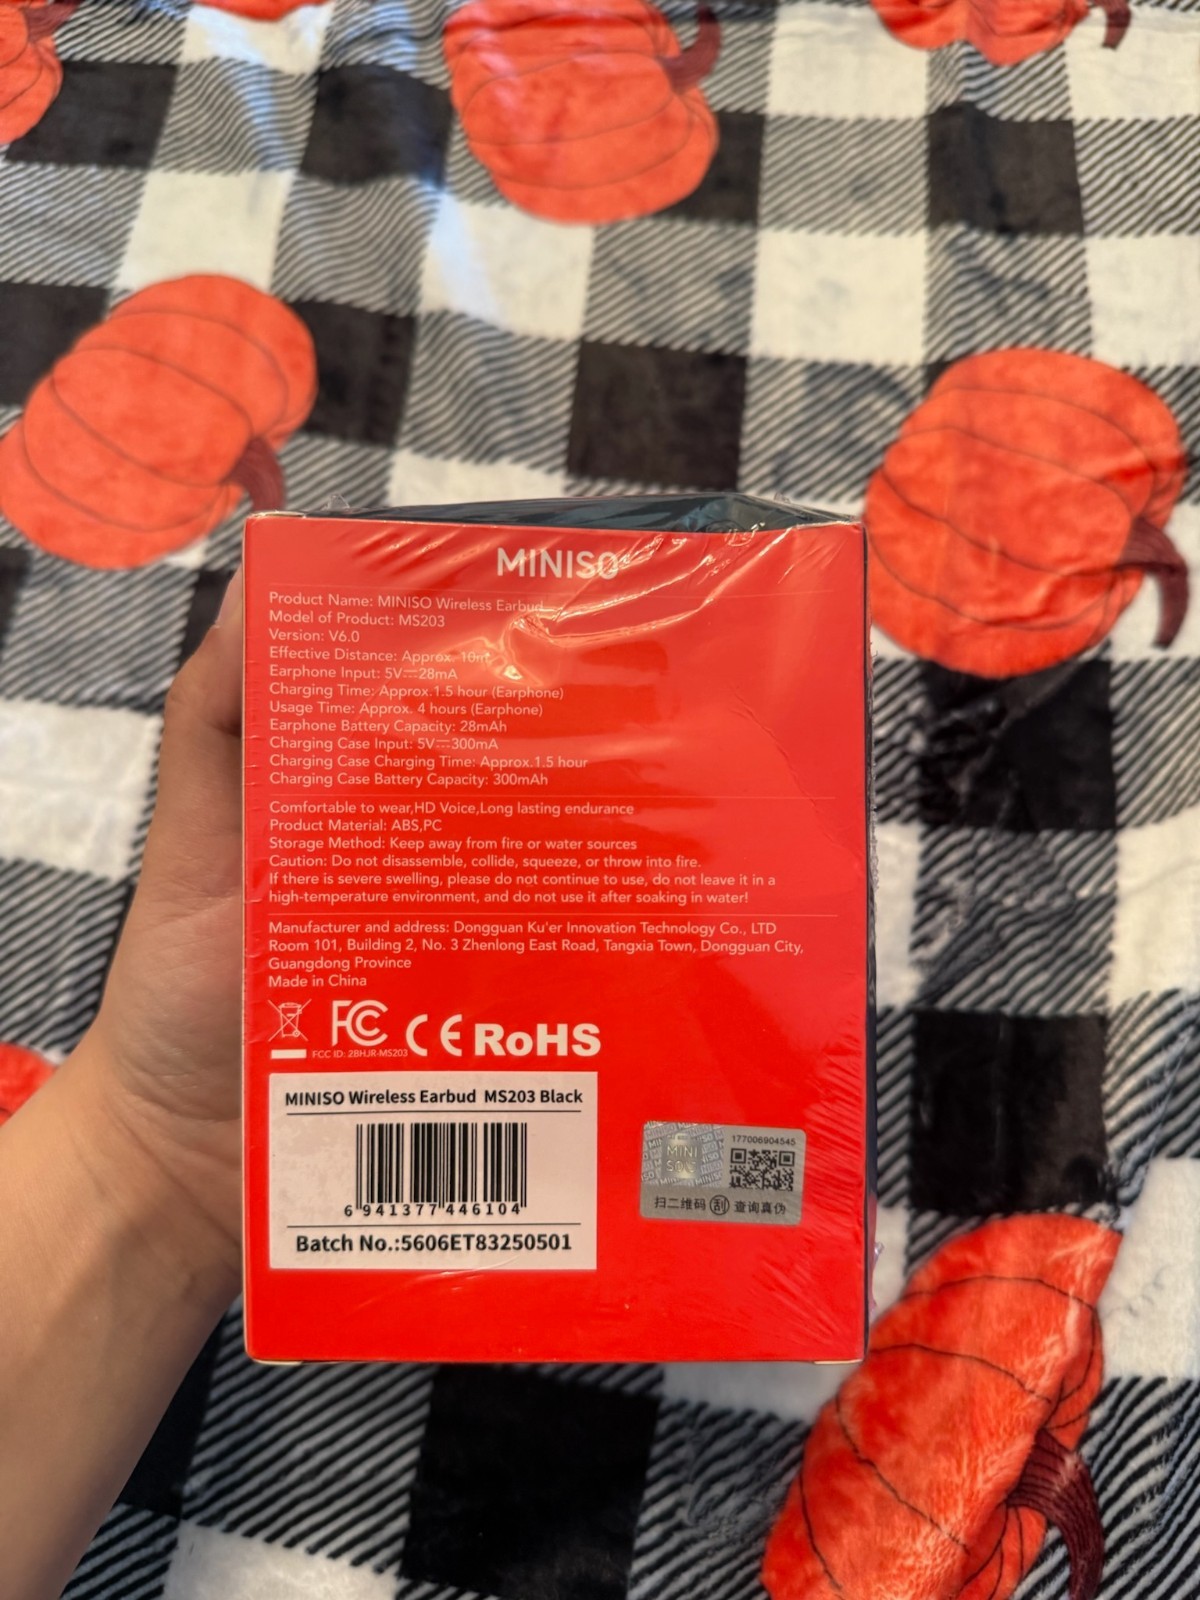 MINISO
Product Name: MINISO Wireless Earbud
Model of Product: MS203
Version: V6.0
Effective Distance: Approx. 10m
Earphone Input: 5V⎓28mA
Charging Time: Approx.1.5 hour (Earphone)
Usage Time: Approx. 4 hours (Earphone)
Earphone Battery Capacity: 28mAh
Charging Case Input: 5V⎓300mA
Charging Case Charging Time: Approx.1.5 hour
Charging Case Battery Capacity: 300mAh
Comfortable to wear,HD Voice,Long lasting endurance
Product Material: ABS,PC
Storage Method: Keep away from fire or water sources
Caution: Do not disassemble, collide, squeeze, or throw into fire.
If there is severe swelling, please do not continue to use, do not leave it in a
high-temperature environment, and do not use it after soaking in water!
Manufacturer and address: Dongguan Ku'er Innovation Technology Co., LTD
Room 101, Building 2, No. 3 Zhenlong East Road, Tangxia Town, Dongguan City,
Guangdong Province
Made in China
FC CE RoHS
FCC ID: 2BHJR-MS203
MINISO Wireless Earbud MS203 Black
6 941377 446104
Batch No.:5606ET83250501
MINI
SO
177006904545
扫二维码 刮 查询真伪